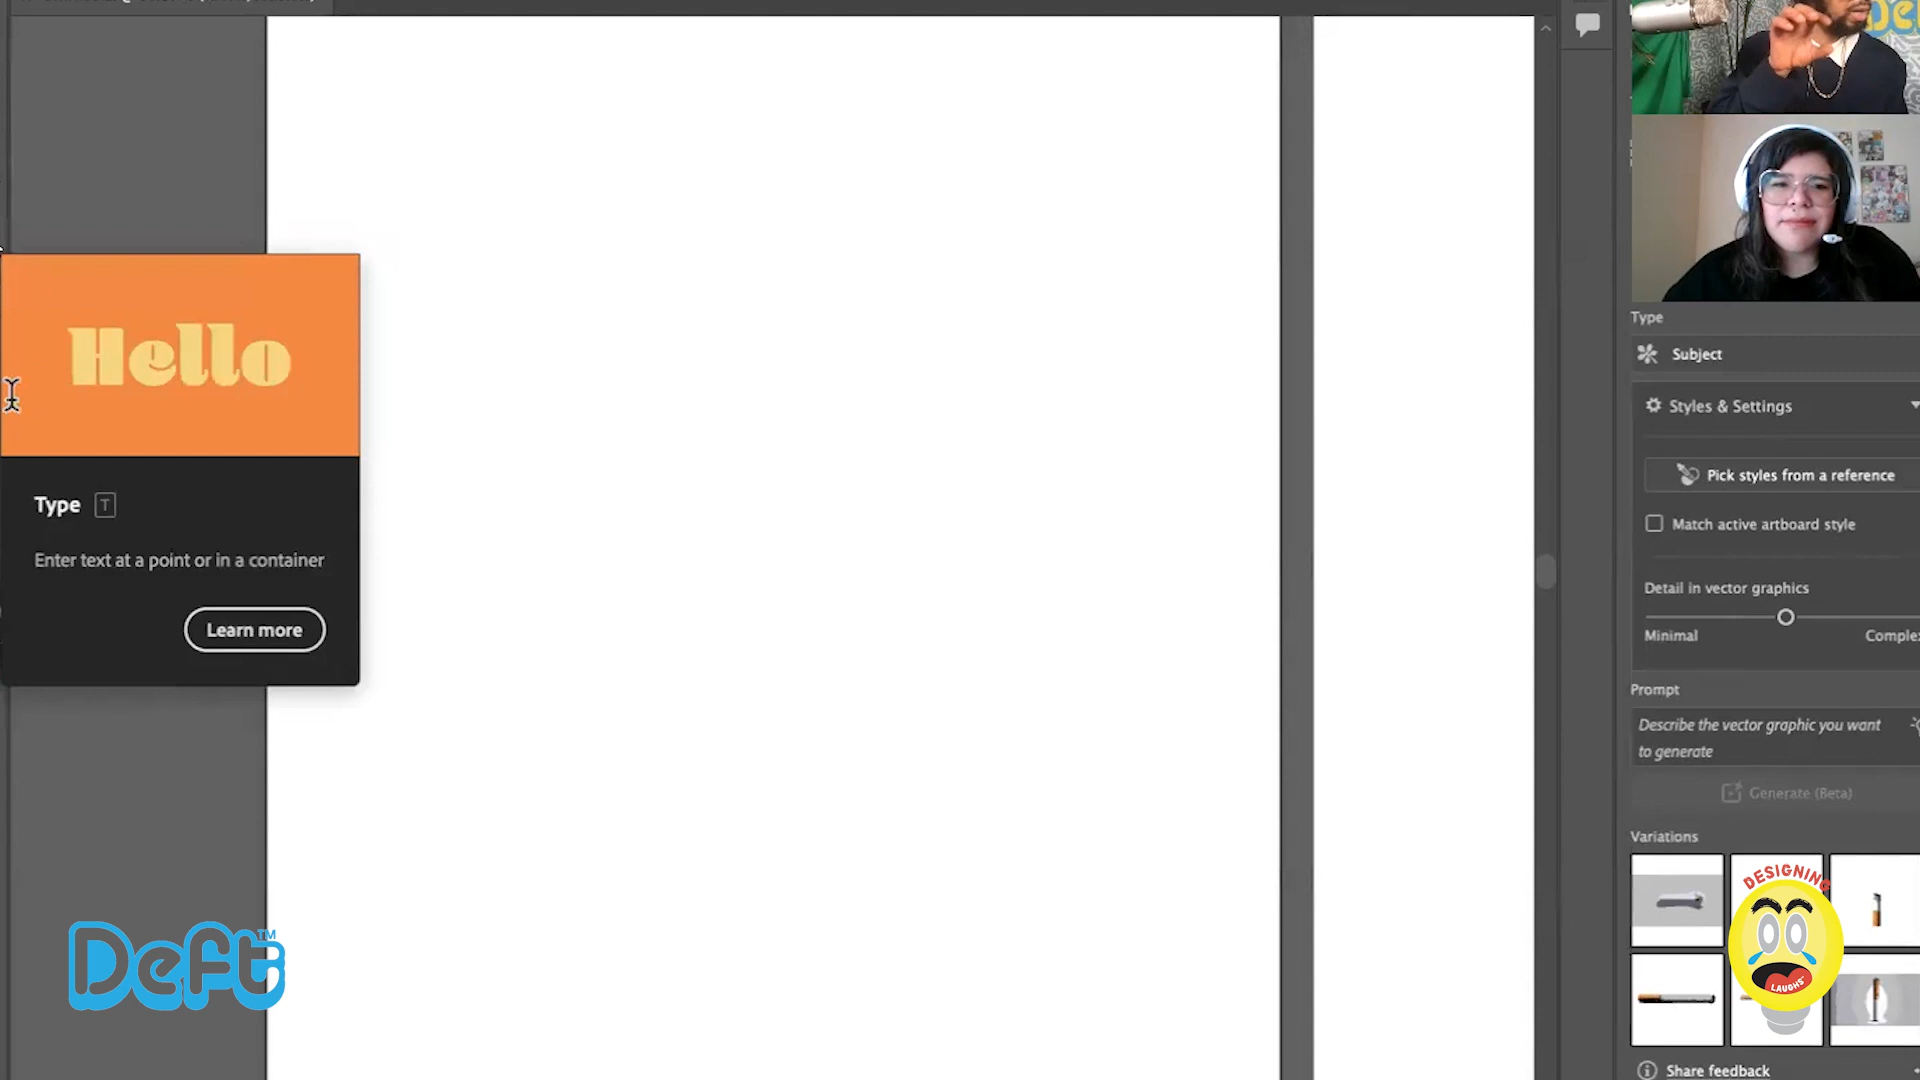 Hello
Type T
Enter text at a point or in a container
Learn more
Deft™
Type
Subject
Styles & Settings
Pick styles from a reference
Match active artboard style
Detail in vector graphics
Minimal
Prompt
Describe the vector graphic you want
to generate
Generate (Beta)
Variations
DESIGNING
LAUGHS
Share feedback